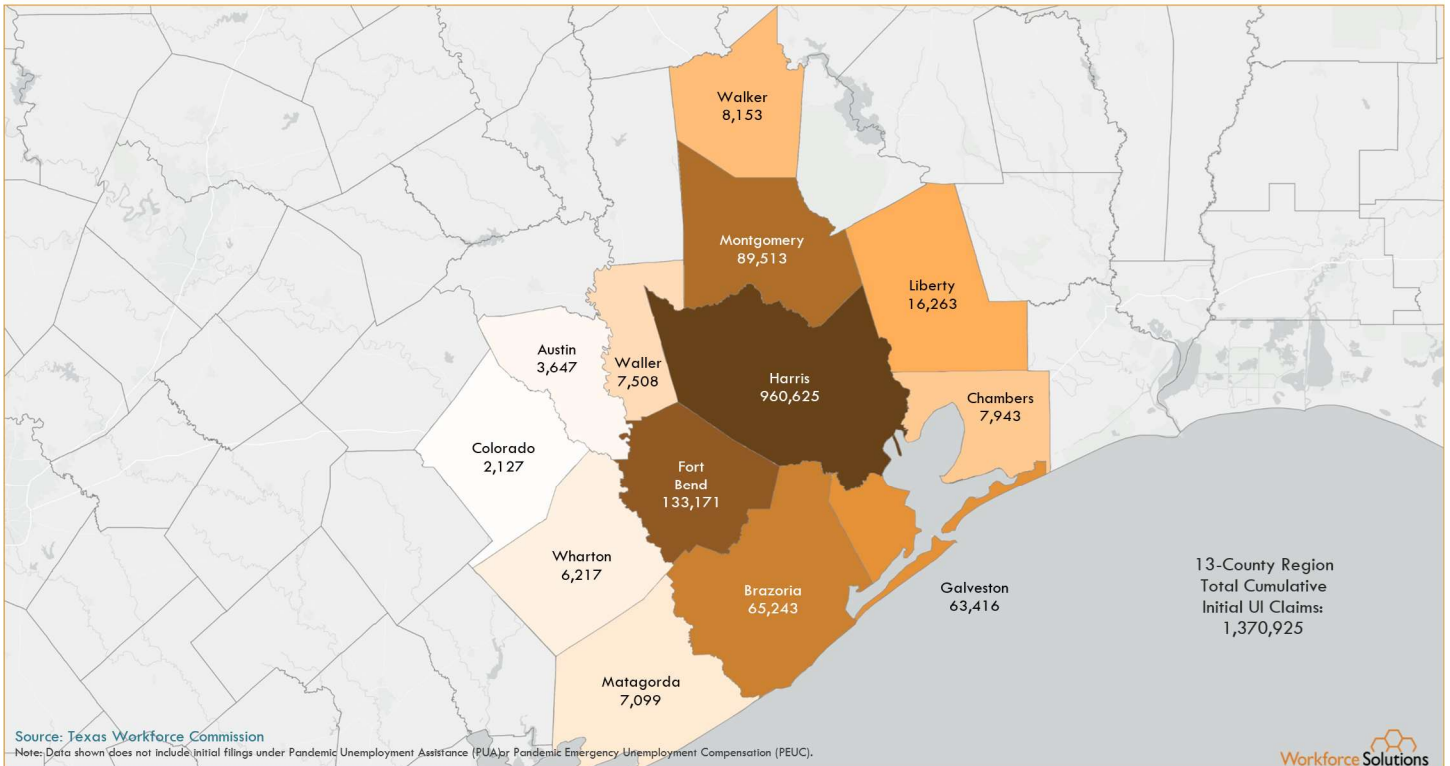 Walker
8,153
Montgomery
89,513
Liberty
16,263
Austin
3,647
Waller
7,508
Harris
960,625
Chambers
7,943
Colorado
2,127
Fort
Bend
133,171
Wharton
6,217
Brazoria
65,243
Galveston
63,416
13-County Region
Total Cumulative
Initial UI Claims:
1,370,925
Matagorda
7,099
Source: Texas Workforce Commission
Note: Data shown does not include initial filings under Pandemic Unemployment Assistance (PUA)or Pandemic Emergency Unemployment Compensation (PEUC).
Workforce Solutions